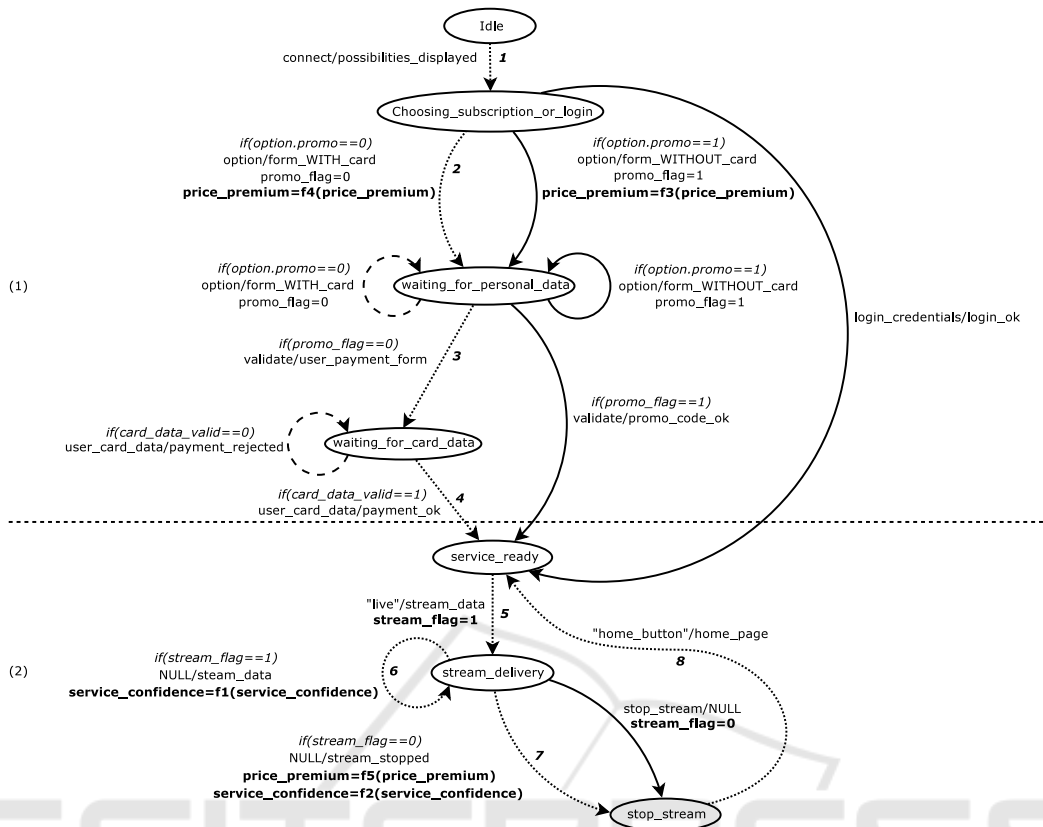 Idle
connect/possibilities_displayed
1
Choosing_subscription_or_login
if(option.promo==0)
option/form_WITH_card
promo_flag=0
price_premium=f4(price_premium)
2
if(option.promo==1)
option/form_WITHOUT_card
promo_flag=1
price_premium=f3(price_premium)
(1)
if(option.promo==0)
option/form_WITH_card
promo_flag=0
waiting_for_personal_data
if(option.promo==1)
option/form_WITHOUT_card
promo_flag=1
login_credentials/login_ok
if(promo_flag==0)
validate/user_payment_form
3
if(promo_flag==1)
validate/promo_code_ok
if(card_data_valid==0)
user_card_data/payment_rejected
waiting_for_card_data
if(card_data_valid==1)
user_card_data/payment_ok
4
service_ready
"live"/stream_data
stream_flag=1
5
"home_button"/home_page
8
(2)
if(stream_flag==1)
NULL/steam_data
service_confidence=f1(service_confidence)
6
stream_delivery
stop_stream/NULL
stream_flag=0
if(stream_flag==0)
NULL/stream_stopped
price_premium=f5(price_premium)
service_confidence=f2(service_confidence)
7
stop_stream